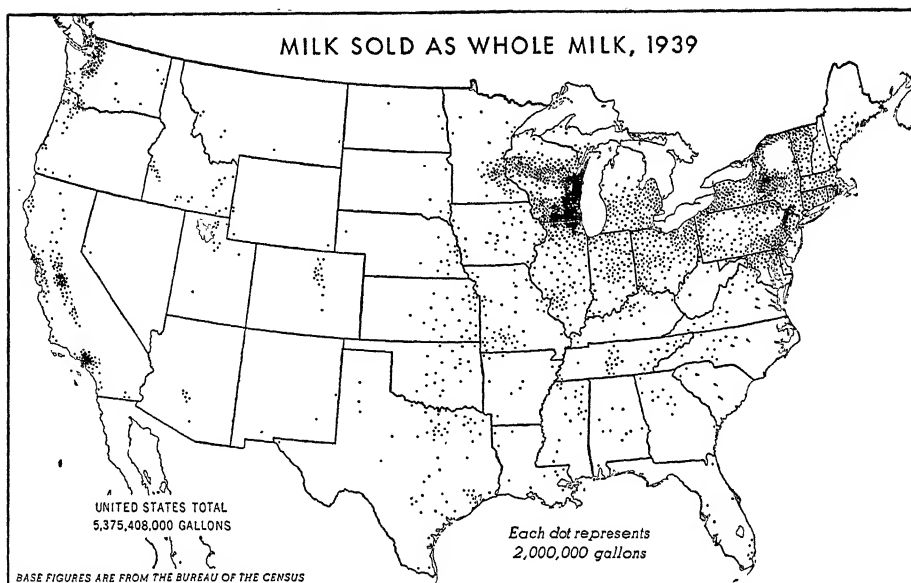 MILK SOLD AS WHOLE MILK, 1939
UNITED STATES TOTAL
5,375,408,000 GALLONS
Each dot represents
2,000,000 gallons
BASE FIGURES ARE FROM THE BUREAU OF THE CENSUS